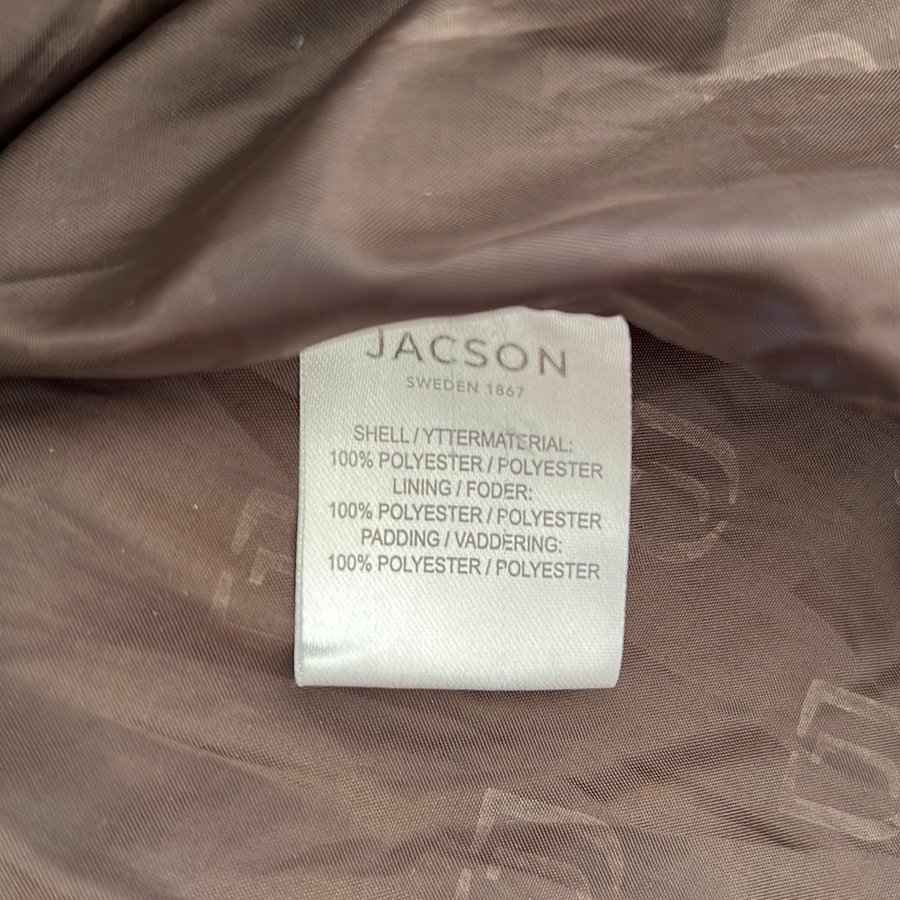 JACSON
SWEDEN 1867
SHELL / YTTERMATERIAL:
100% POLYESTER / POLYESTER
LINING / FODER:
100% POLYESTER / POLYESTER
PADDING / VADDERING:
100% POLYESTER / POLYESTER